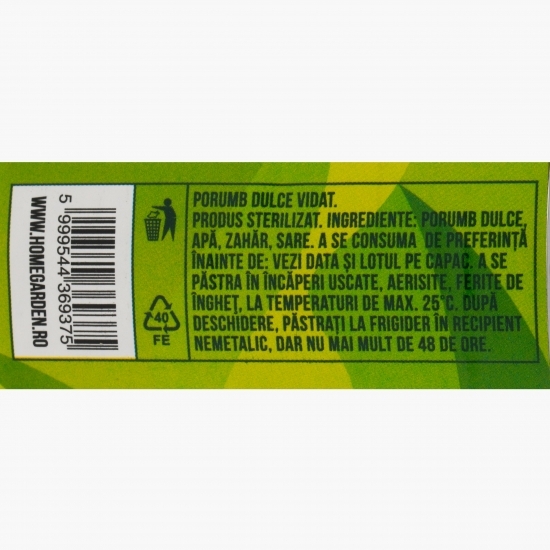 5 999544 369375
WWW.HOMEGARDEN.RO
40
FE
PORUMB DULCE VIDAT.
PRODUS STERILIZAT. INGREDIENTE: PORUMB DULCE,
APĂ, ZAHĂR, SARE. A SE CONSUMA DE PREFERINȚĂ
ÎNAINTE DE: VEZI DATA ȘI LOTUL PE CAPAC. A SE
PĂSTRA ÎN ÎNCĂPERI USCATE, AERISITE, FERITE DE
ÎNGHEȚ, LA TEMPERATURI DE MAX. 25°C. DUPĂ
DESCHIDERE, PĂSTRAȚI LA FRIGIDER ÎN RECIPIENT
NEMETALIC, DAR NU MAI MULT DE 48 DE ORE.